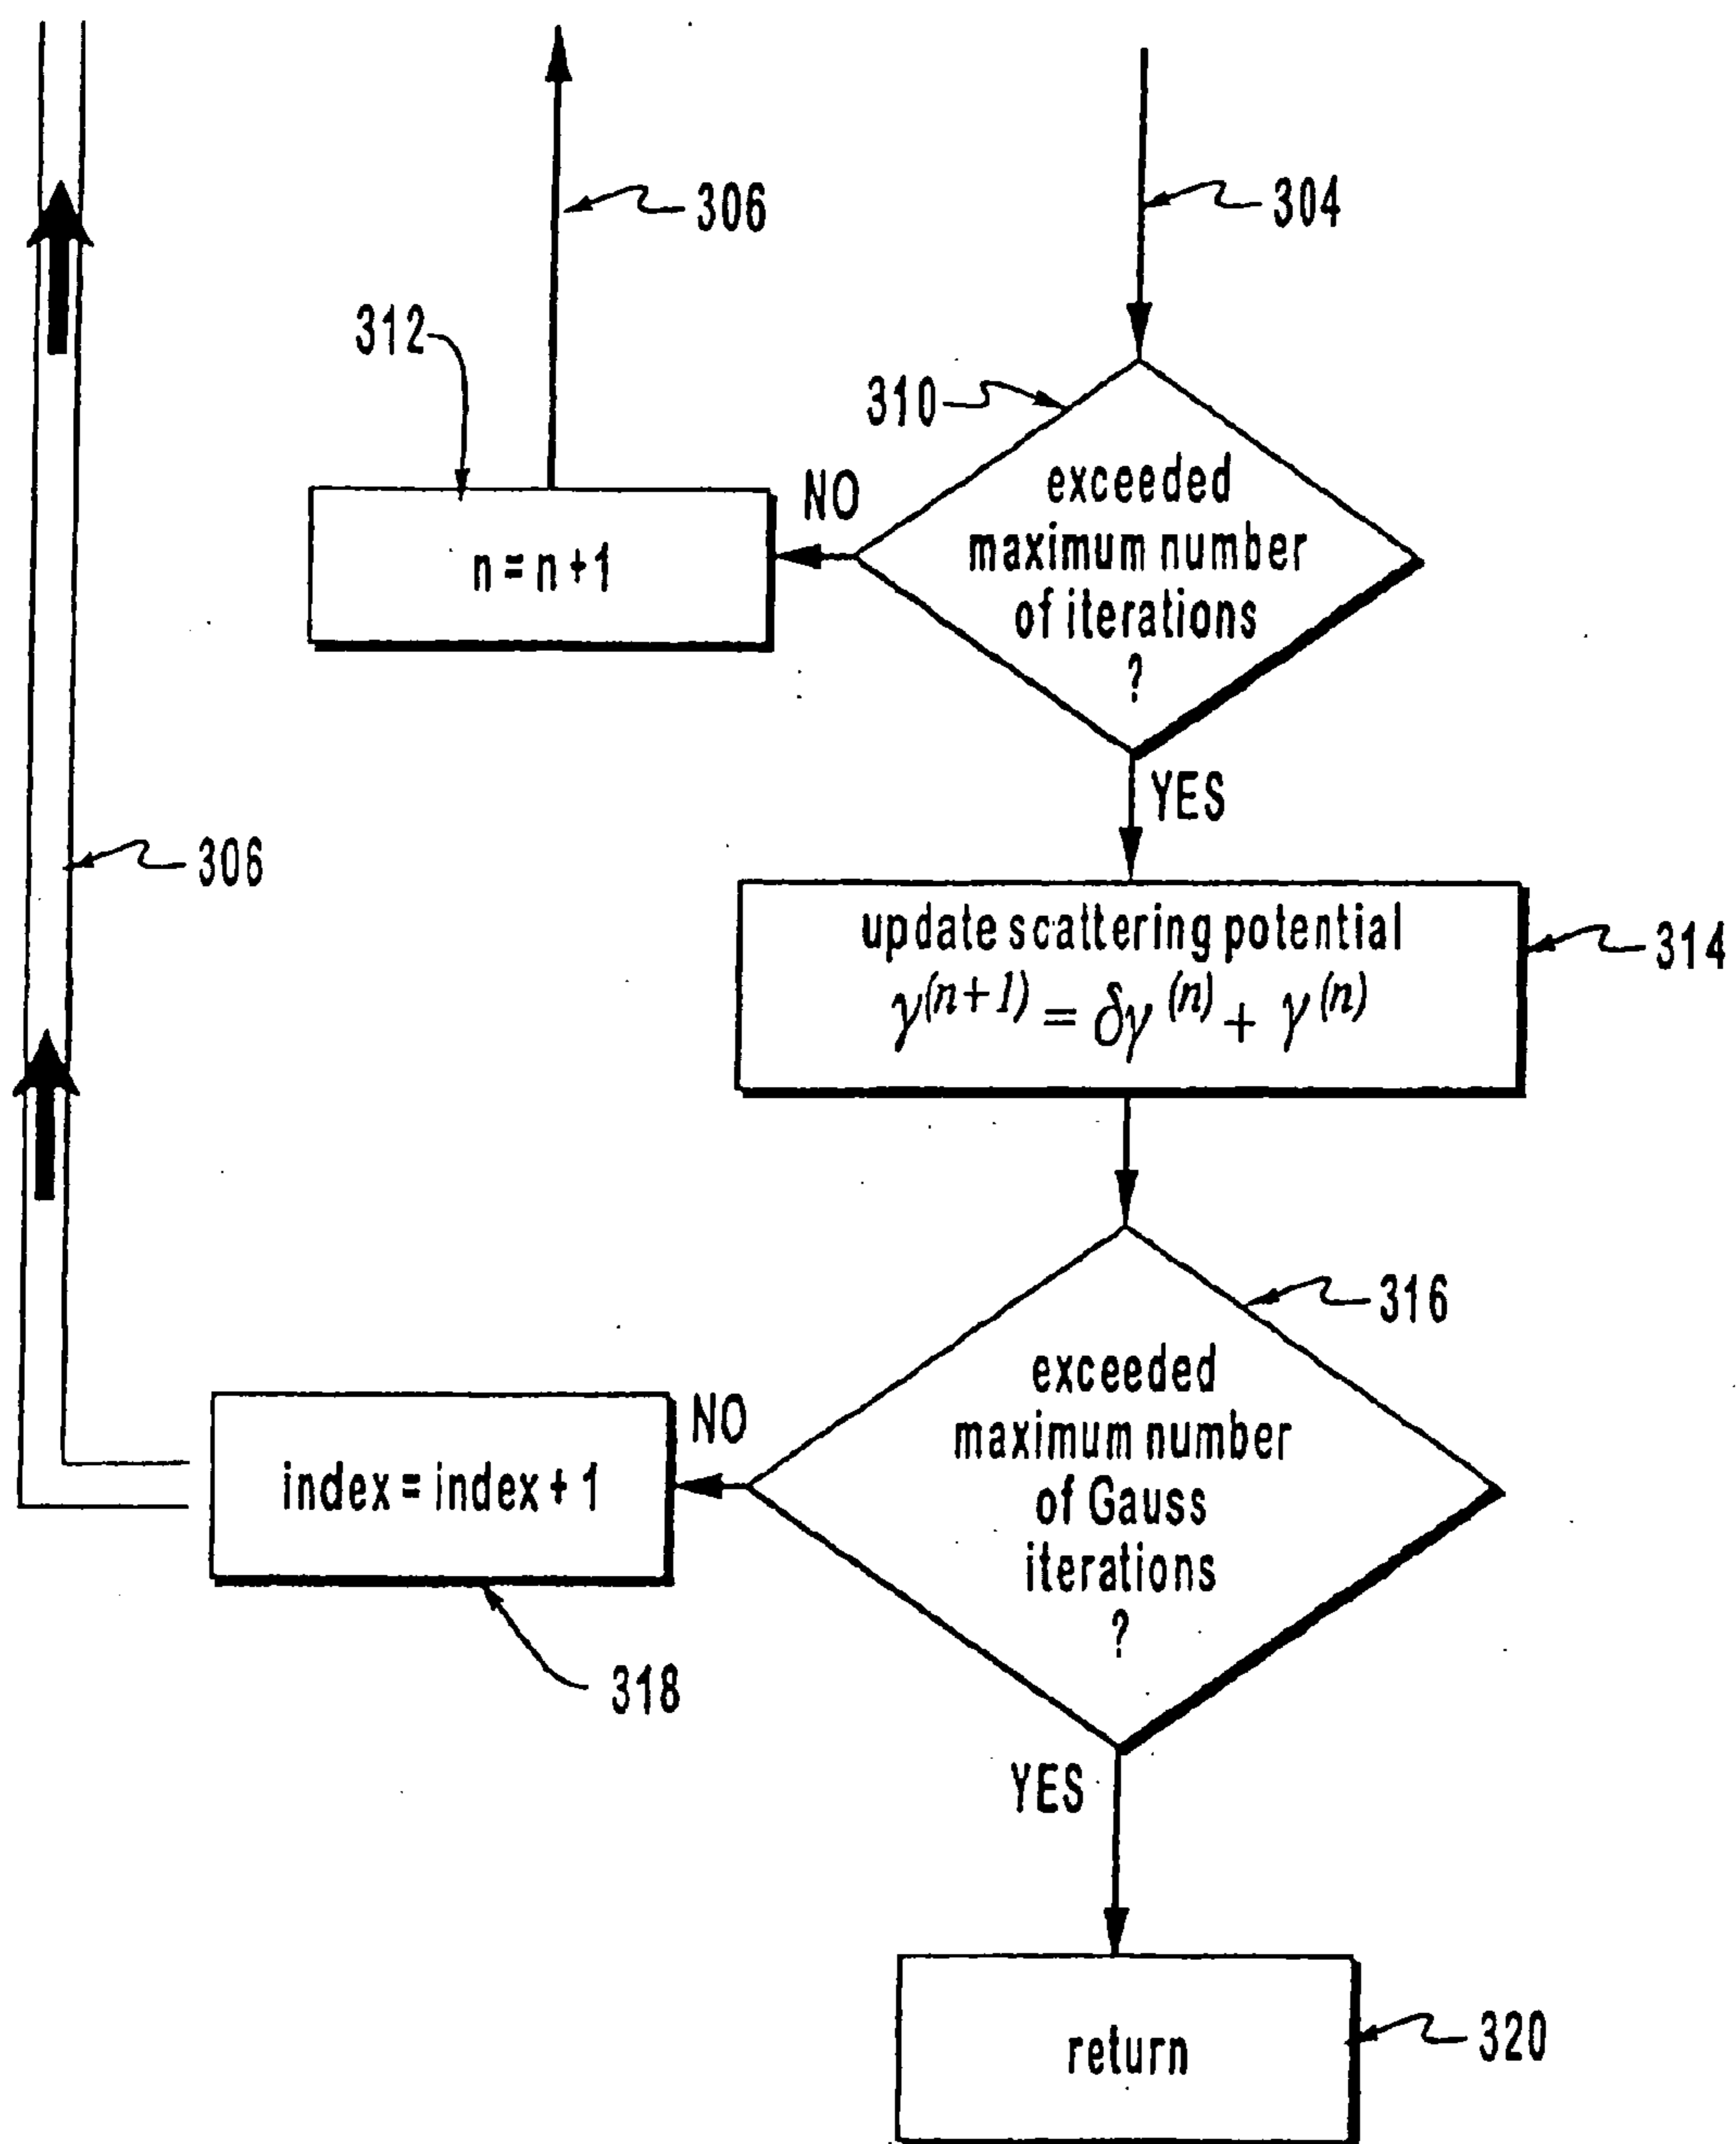 306
304
312
310
exceeded
maximum number
of iterations
?
NO
n = n + 1
YES
306
update scattering potential
γ(n+1) = δγ (n) + γ (n)
314
316
exceeded
maximum number
of Gauss
iterations
?
NO
index = index + 1
318
YES
return
320